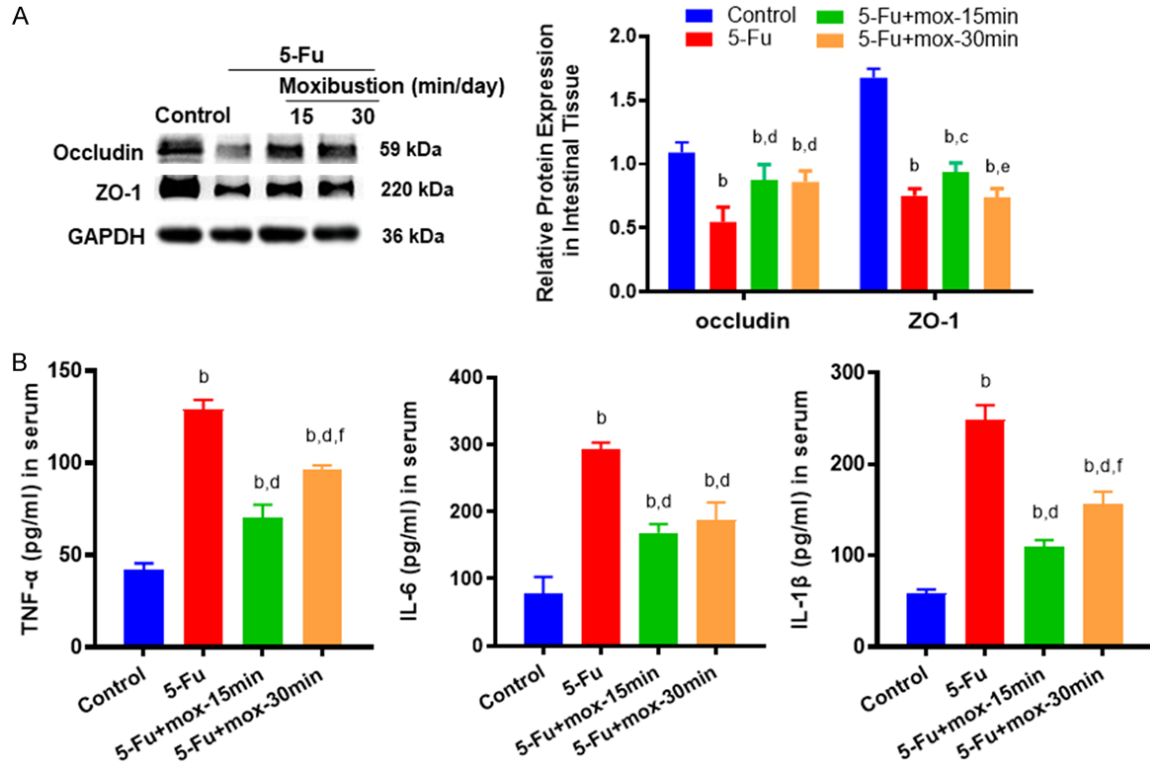 A
5-Fu
Moxibustion (min/day)
Control 15 30
Occludin 59 kDa
ZO-1 220 kDa
GAPDH 36 kDa
Control 5-Fu+mox-15min
5-Fu 5-Fu+mox-30min
Relative Protein Expression
in Intestinal Tissue
2.0
1.5
1.0
0.5
0.0
b b,d b,d b b,c b,e
occludin ZO-1
B
TNF-α (pg/ml) in serum
150
100
50
0
b b,d b,d,f
Control 5-Fu 5-Fu+mox-15min 5-Fu+mox-30min
IL-6 (pg/ml) in serum
400
300
200
100
0
b b,d b,d
Control 5-Fu 5-Fu+mox-15min 5-Fu+mox-30min
IL-1β (pg/ml) in serum
300
200
100
0
b b,d b,d,f
Control 5-Fu 5-Fu+mox-15min 5-Fu+mox-30min